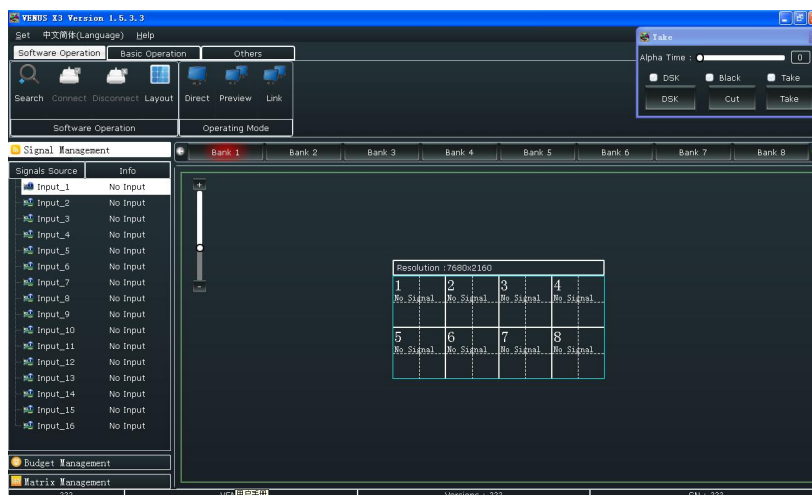 VENUS X3 Version 1.5.3.3
Set 中文简体(Language) Help
Software Operation Basic Operation Others
Search Connect Disconnect Layout Direct Preview Link
Software Operation Operating Mode
Take
Alpha Time : 0
DSK Black Take
DSK Cut Take
Signal Management
Bank 1 Bank 2 Bank 3 Bank 4 Bank 5 Bank 6 Bank 7 Bank 8
Signals Source Info
Input_1 No Input
Input_2 No Input
Input_3 No Input
Input_4 No Input
Input_5 No Input
Input_6 No Input
Input_7 No Input
Input_8 No Input
Input_9 No Input
Input_10 No Input
Input_11 No Input
Input_12 No Input
Input_13 No Input
Input_14 No Input
Input_15 No Input
Input_16 No Input
Resolution :7680x2160
1 2 3 4
No Signal No Signal No Signal No Signal
5 6 7 8
No Signal No Signal No Signal No Signal
Budget Management
Matrix Management